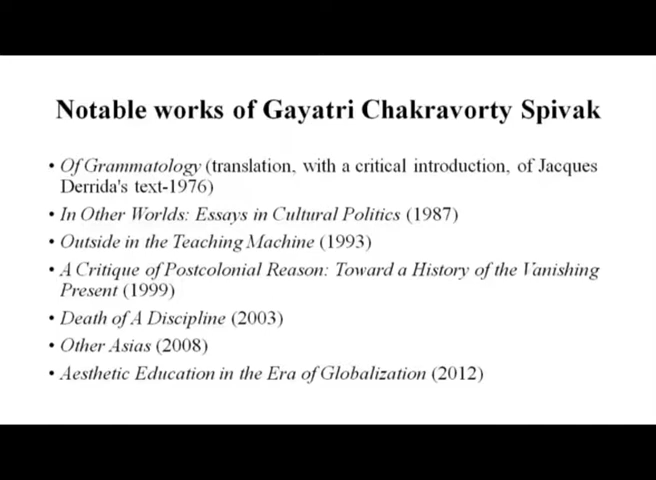 Notable works of Gayatri Chakravorty Spivak
• Of Grammatology (translation, with a critical introduction, of Jacques
Derrida's text-1976)
• In Other Worlds: Essays in Cultural Politics (1987)
• Outside in the Teaching Machine (1993)
• A Critique of Postcolonial Reason: Toward a History of the Vanishing
Present (1999)
• Death of A Discipline (2003)
• Other Asias (2008)
• Aesthetic Education in the Era of Globalization (2012)